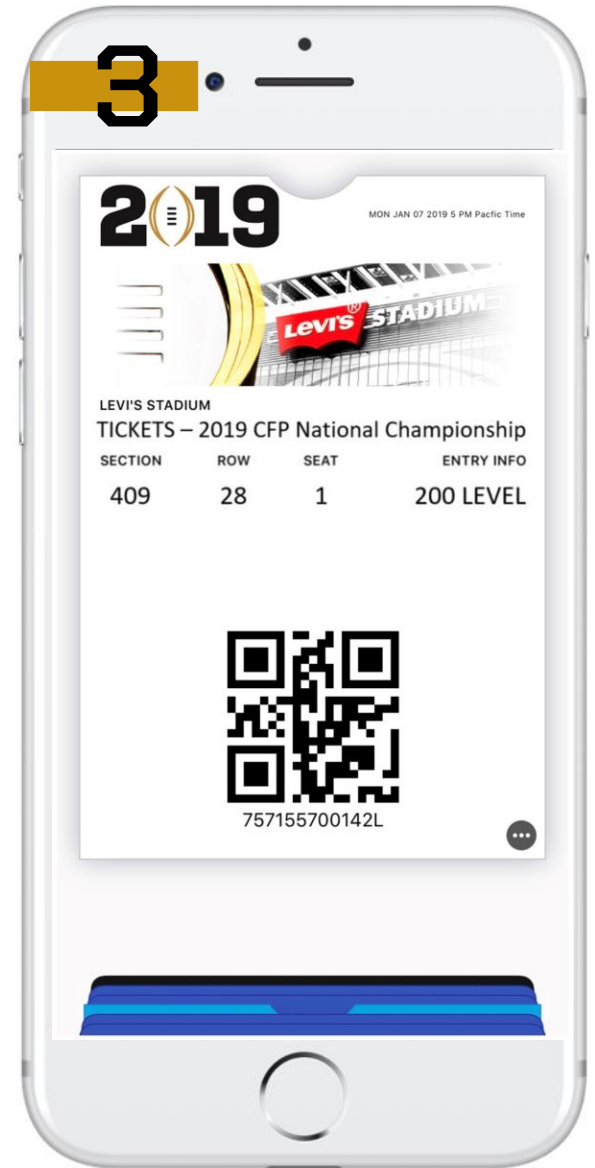 3
2019
MON JAN 07 2019 5 PM Pacfic Time
LEVI'S® STADIUM
LEVI'S STADIUM
TICKETS – 2019 CFP National Championship
SECTION ROW SEAT ENTRY INFO
409 28 1 200 LEVEL
757155700142L